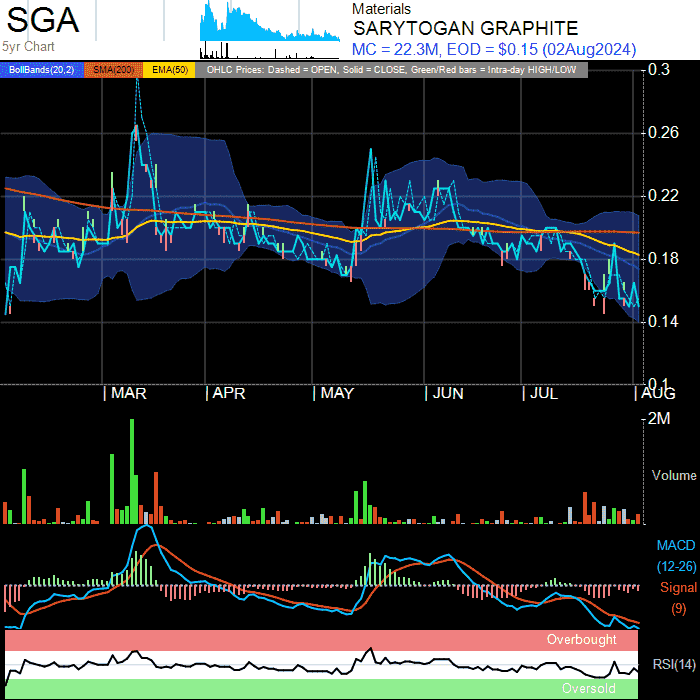 SGA
5yr Chart
Materials
SARYTOGAN GRAPHITE
MC = 22.3M, EOD = $0.15 (02Aug2024)
BollBands(20,2) SMA(200) EMA(50) OHLC Prices: Dashed = OPEN, Solid = CLOSE, Green/Red bars = Intra-day HIGH/LOW
0.3
0.26
0.22
0.18
0.14
0.1
MAR APR MAY JUN JUL AUG
2M
Volume
MACD
(12-26)
Signal
(9)
Overbought
RSI(14)
Oversold